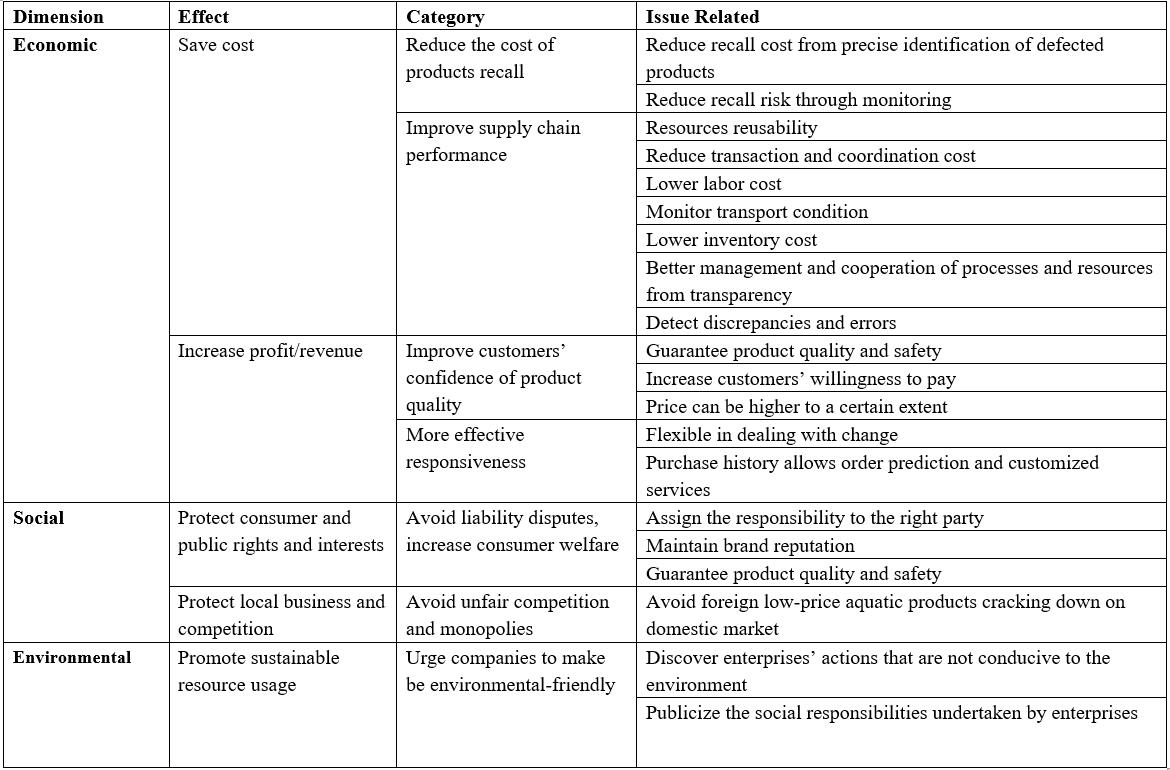 Dimension Effect Category Issue Related
Economic Save cost Reduce the cost of Reduce recall cost from precise identification of defected
products recall products
Reduce recall risk through monitoring
Improve supply chain Resources reusability
performance Reduce transaction and coordination cost
Lower labor cost
Monitor transport condition
Lower inventory cost
Better management and cooperation of processes and resources
from transparency
Detect discrepancies and errors
Increase profit/revenue Improve customers’ Guarantee product quality and safety
confidence of product Increase customers’ willingness to pay
quality Price can be higher to a certain extent
More effective Flexible in dealing with change
responsiveness Purchase history allows order prediction and customized
services
Social Protect consumer and Avoid liability disputes, Assign the responsibility to the right party
public rights and interests increase consumer welfare Maintain brand reputation
Guarantee product quality and safety
Protect local business and Avoid unfair competition Avoid foreign low-price aquatic products cracking down on
competition and monopolies domestic market
Environmental Promote sustainable Urge companies to make Discover enterprises’ actions that are not conducive to the
resource usage be environmental-friendly environment
Publicize the social responsibilities undertaken by enterprises